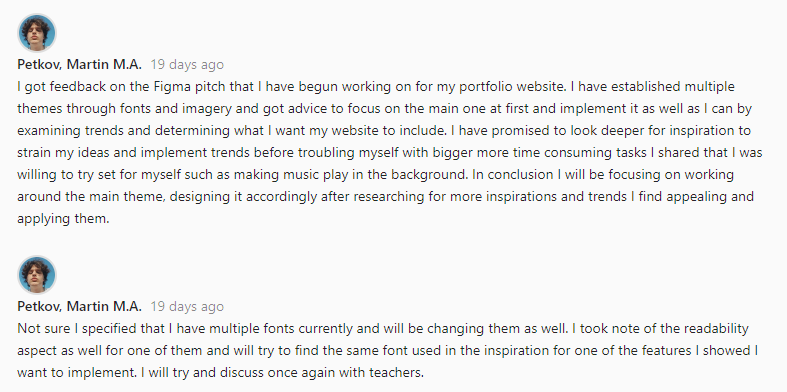 Petkov, Martin M.A. 19 days ago
I got feedback on the Figma pitch that I have begun working on for my portfolio website. I have established multiple
themes through fonts and imagery and got advice to focus on the main one at first and implement it as well as I can by
examining trends and determining what I want my website to include. I have promised to look deeper for inspiration to
strain my ideas and implement trends before troubling myself with bigger more time consuming tasks I shared that I was
willing to try set for myself such as making music play in the background. In conclusion I will be focusing on working
around the main theme, designing it accordingly after researching for more inspirations and trends I find appealing and
applying them.
Petkov, Martin M.A. 19 days ago
Not sure I specified that I have multiple fonts currently and will be changing them as well. I took note of the readability
aspect as well for one of them and will try to find the same font used in the inspiration for one of the features I showed I
want to implement. I will try and discuss once again with teachers.